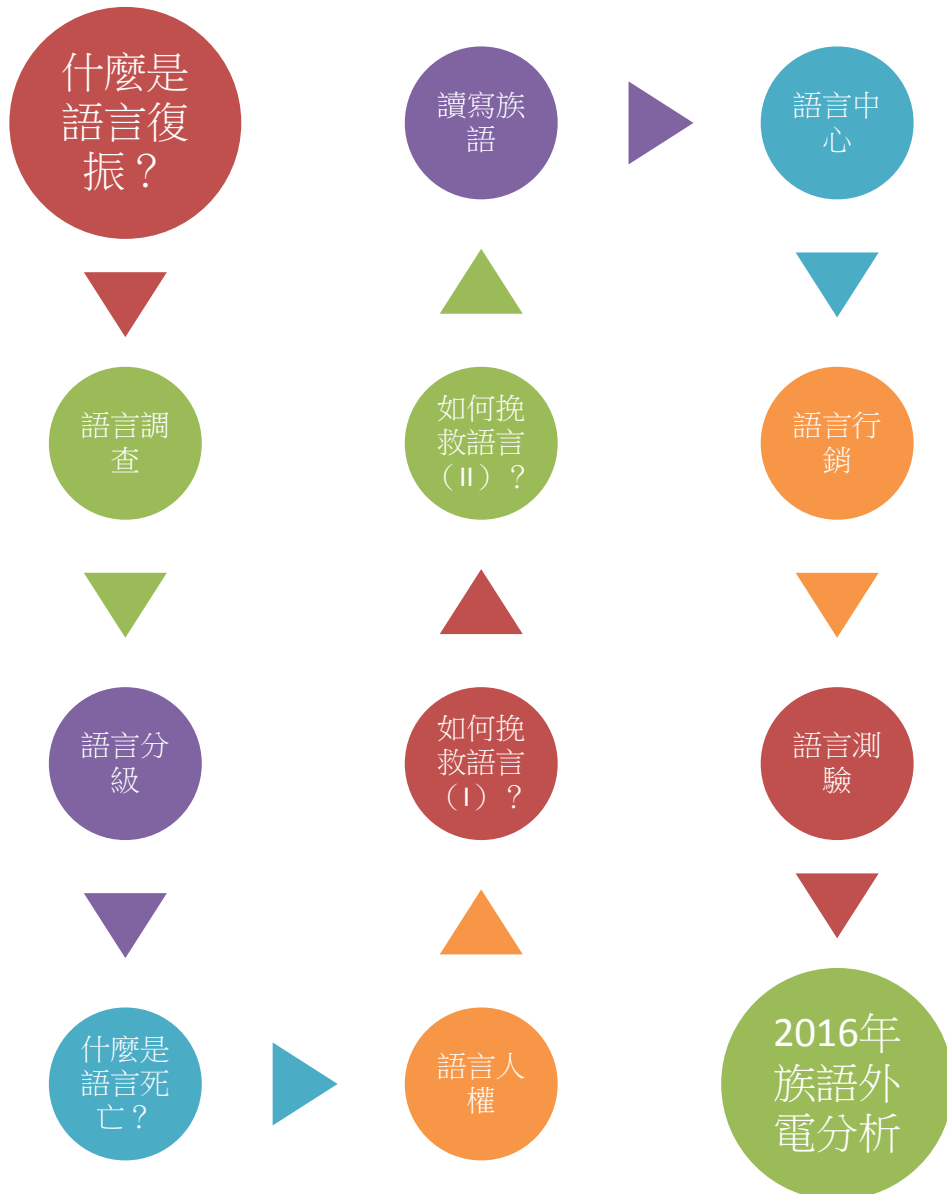 什麼是
語言復
振？
語言調
查
語言分
級
什麼是
語言死
亡？
語言人
權
如何挽
救語言
（I）？
如何挽
救語言
（II）？
讀寫族
語
語言中
心
語言行
銷
語言測
驗
2016年
族語外
電分析